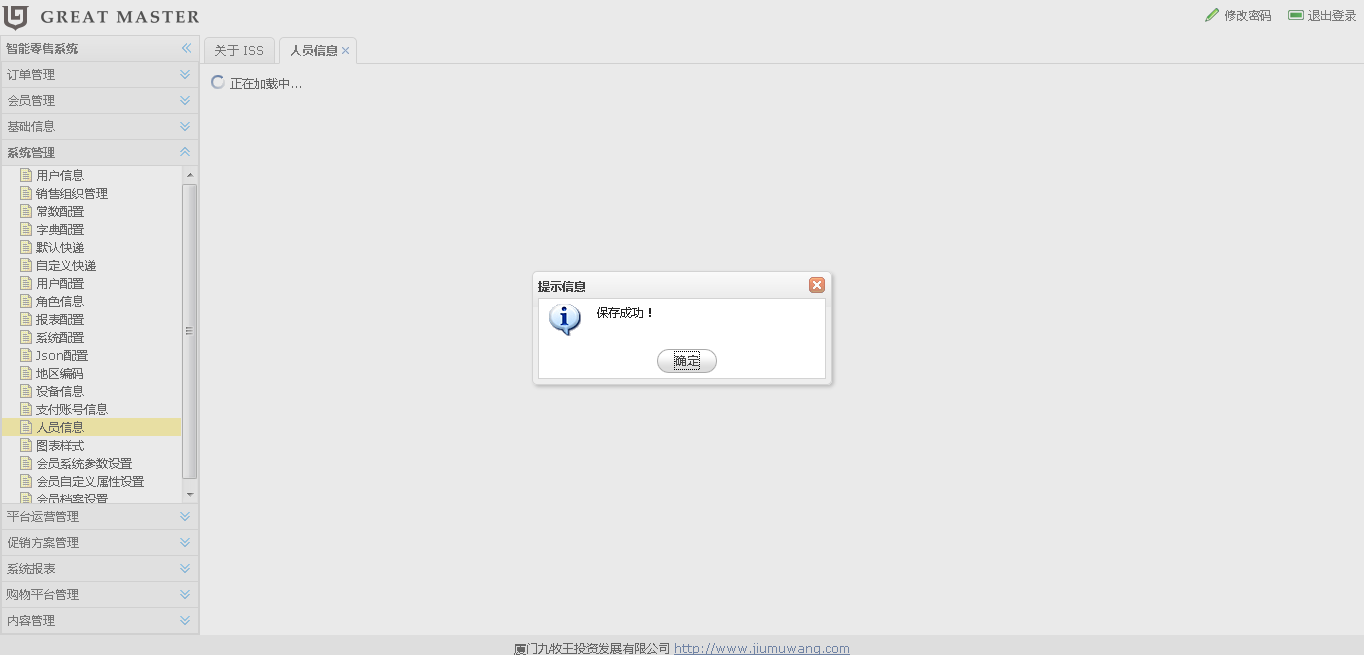 GREAT MASTER
修改密码 退出登录
智能零售系统
关于 ISS 人员信息
订单管理
正在加载中...
会员管理
基础信息
系统管理
用户信息
销售组织管理
常数配置
字典配置
默认快递
自定义快递
用户配置
角色信息
报表配置
系统配置
Json配置
地区编码
设备信息
支付账号信息
人员信息
图表样式
会员系统参数设置
会员自定义属性设置
会员档案设置
平台运营管理
促销方案管理
系统报表
购物平台管理
内容管理
提示信息
保存成功！
确定
厦门九牧王投资发展有限公司 http://www.jiumuwang.com